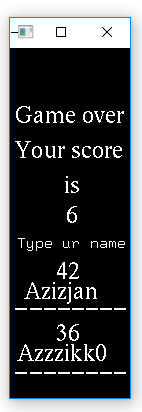 Game over
Your score
is
6
Type ur name
42
Azizjan
36
Azzzikk0